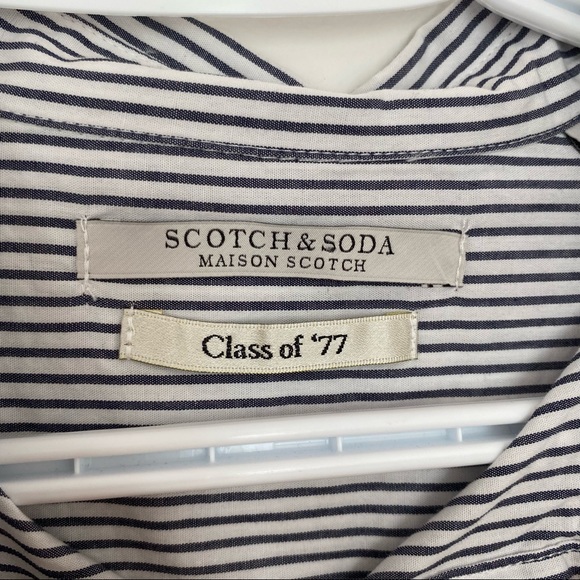 SCOTCH & SODA
MAISON SCOTCH
Class of ‘77